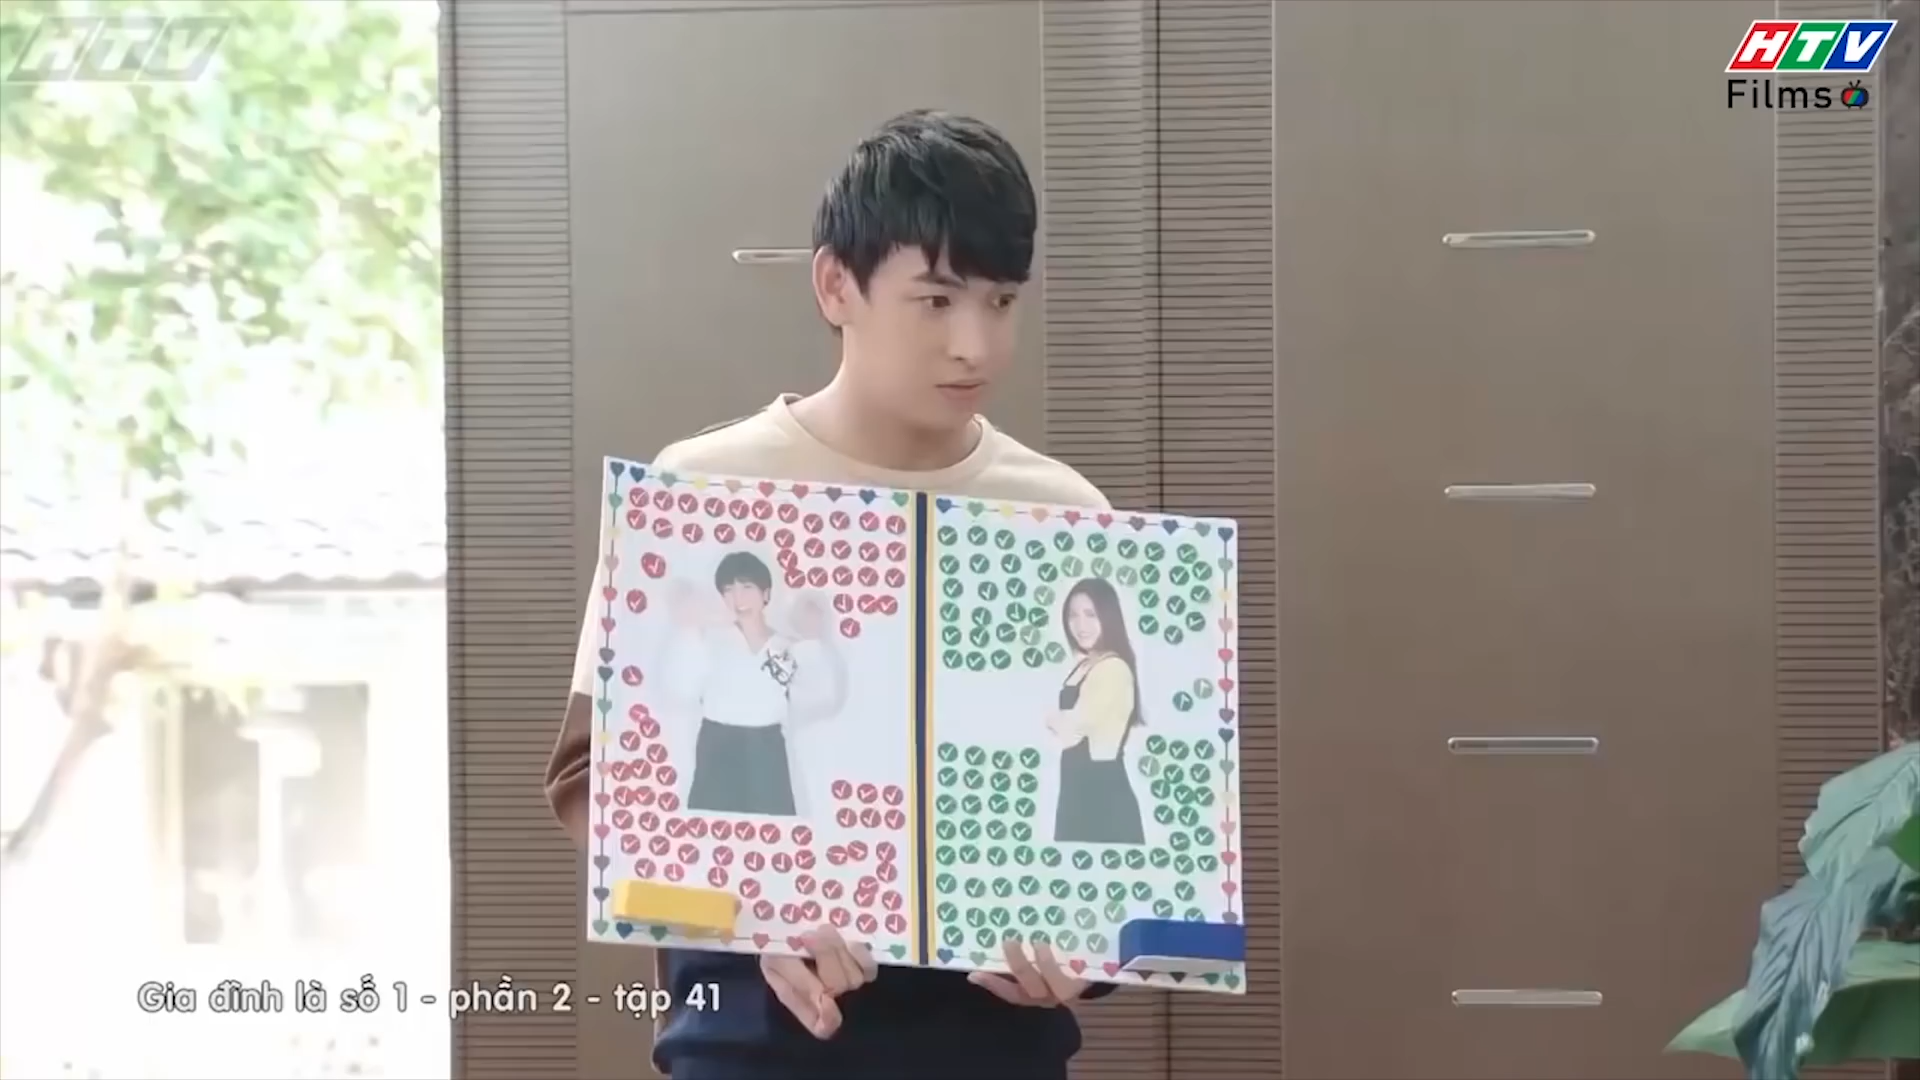 HTV
HTV
Films
Gia đình là số 1 - phần 2 - tập 41